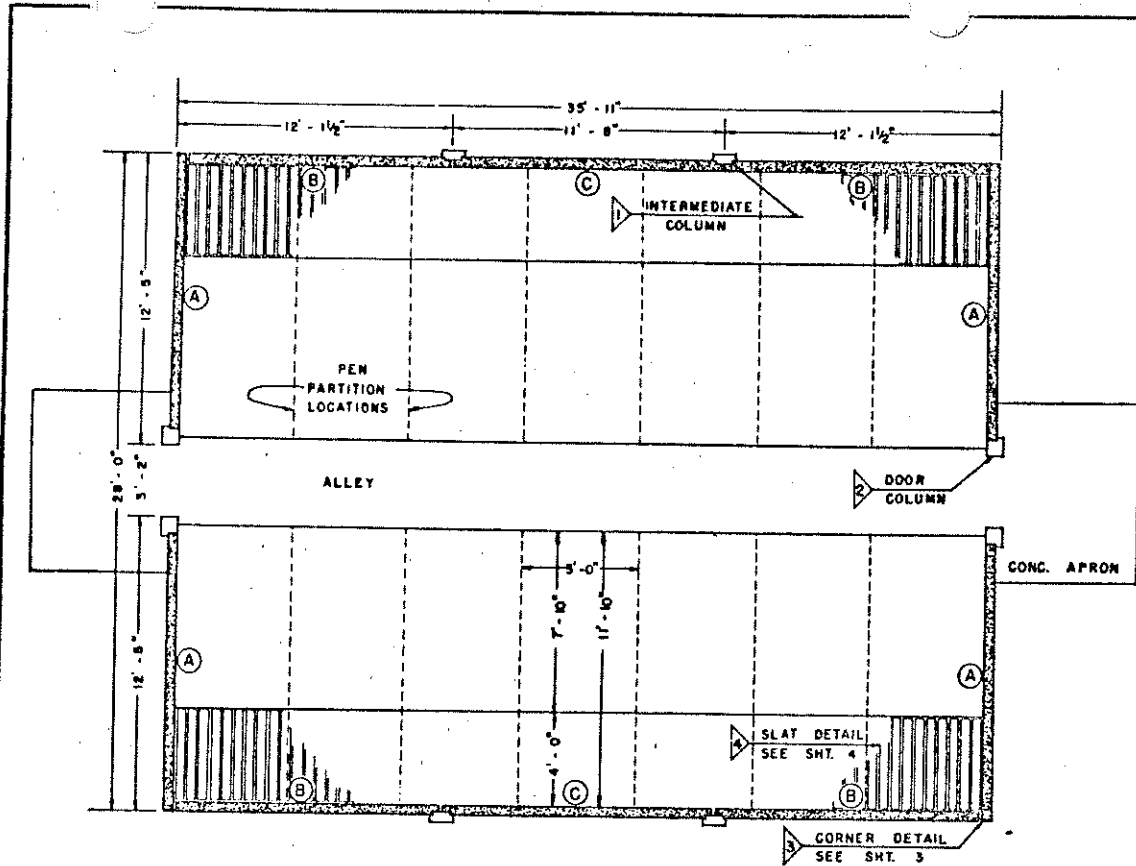 35' - 11"
12' - 1½"
11' - 8"
12' - 1½"
B
C
B
1
INTERMEDIATE
COLUMN
12' - 5"
A
A
PEN
PARTITION
LOCATIONS
28' - 0"
3' - 2"
ALLEY
2
DOOR
COLUMN
5' - 0"
7' - 10"
11' - 10"
CONC. APRON
A
A
12' - 5"
4' - 0"
4
SLAT DETAIL
SEE SHT. 4
B
C
B
3
CORNER DETAIL
SEE SHT. 3